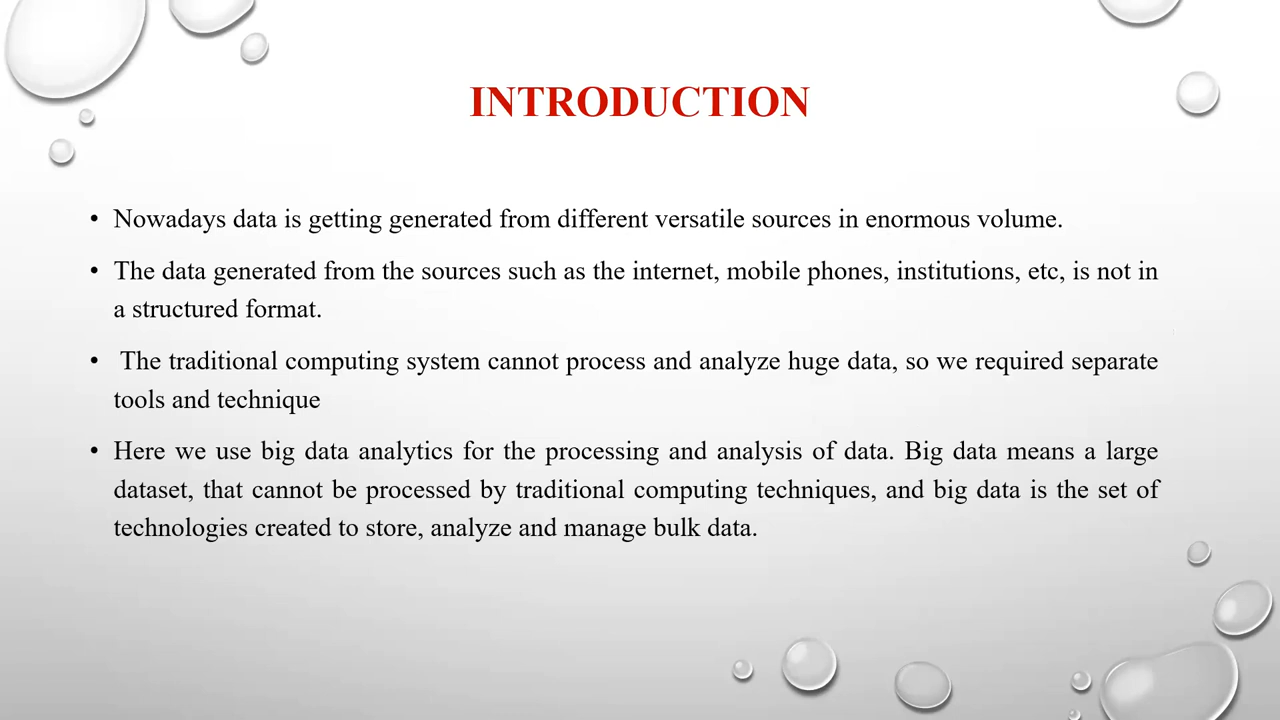 INTRODUCTION
• Nowadays data is getting generated from different versatile sources in enormous volume.
• The data generated from the sources such as the internet, mobile phones, institutions, etc, is not in
a structured format.
• The traditional computing system cannot process and analyze huge data, so we required separate
tools and technique
• Here we use big data analytics for the processing and analysis of data. Big data means a large
dataset, that cannot be processed by traditional computing techniques, and big data is the set of
technologies created to store, analyze and manage bulk data.